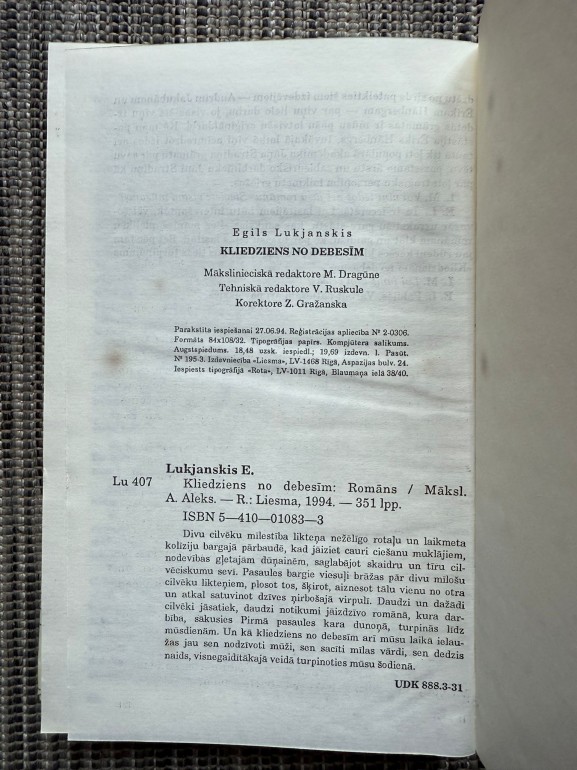 Egils Lukjanskis
KLIEDZIENS NO DEBESĪM
Mākslinieciskā redaktore M. Dragūne
Tehniskā redaktore V. Ruskule
Korektore Z. Gražanska
Parakstīta iespiešanai 27.06.94. Reģistrācijas apliecība Nº 2-0306.
Formāts 84x108/32. Tipogrāfijas papīrs. Kompjūtera salikums.
Augstspiedums. 18,48 uzsk. iespiedl.; 19,69 izdevn. l. Pasūt.
Nº 195-3. Izdevniecība «Liesma», LV-1468 Rīgā, Aspazijas bulv. 24.
Iespiests tipogrāfijā «Rota», LV-1011 Rīgā, Blaumaņa ielā 38/40.
Lukjanskis E.
Lu 407 Kliedziens no debesīm: Romāns / Māksl.
A. Aleks. — R.: Liesma, 1994. — 351 lpp.
ISBN 5—410—01083—3
Divu cilvēku mīlestība likteņa nežēlīgo rotaļu un laikmeta
kolīziju bargajā pārbaudē, kad jāiziet cauri ciešanu muklājiem,
nodevības gļetajām dūņainēm, saglabājot skaidru un tīru cil-
vēciskumu sevī. Pasaules bargie viesuļi brāžas pār divu mīlošu
cilvēku likteņiem, plosot tos, šķirot, aiznesot tālu vienu no otra
un atkal satuvinot dzīves ņirbošajā virpulī. Daudzi un dažādi
cilvēki jāsatiek, daudzi notikumi jāizdzīvo romānā, kura dar-
bība, sākusies Pirmā pasaules kara dunoņā, turpinās līdz
mūsdienām. Un kā kliedziens no debesīm arī mūsu laikā ielau-
žas jau sen nodzīvoti mūži, sen sacīti mīlas vārdi, sen dedzis
naids, visnegaidītākajā veidā turpinoties mūsu šodienā.
UDK 888.3-31